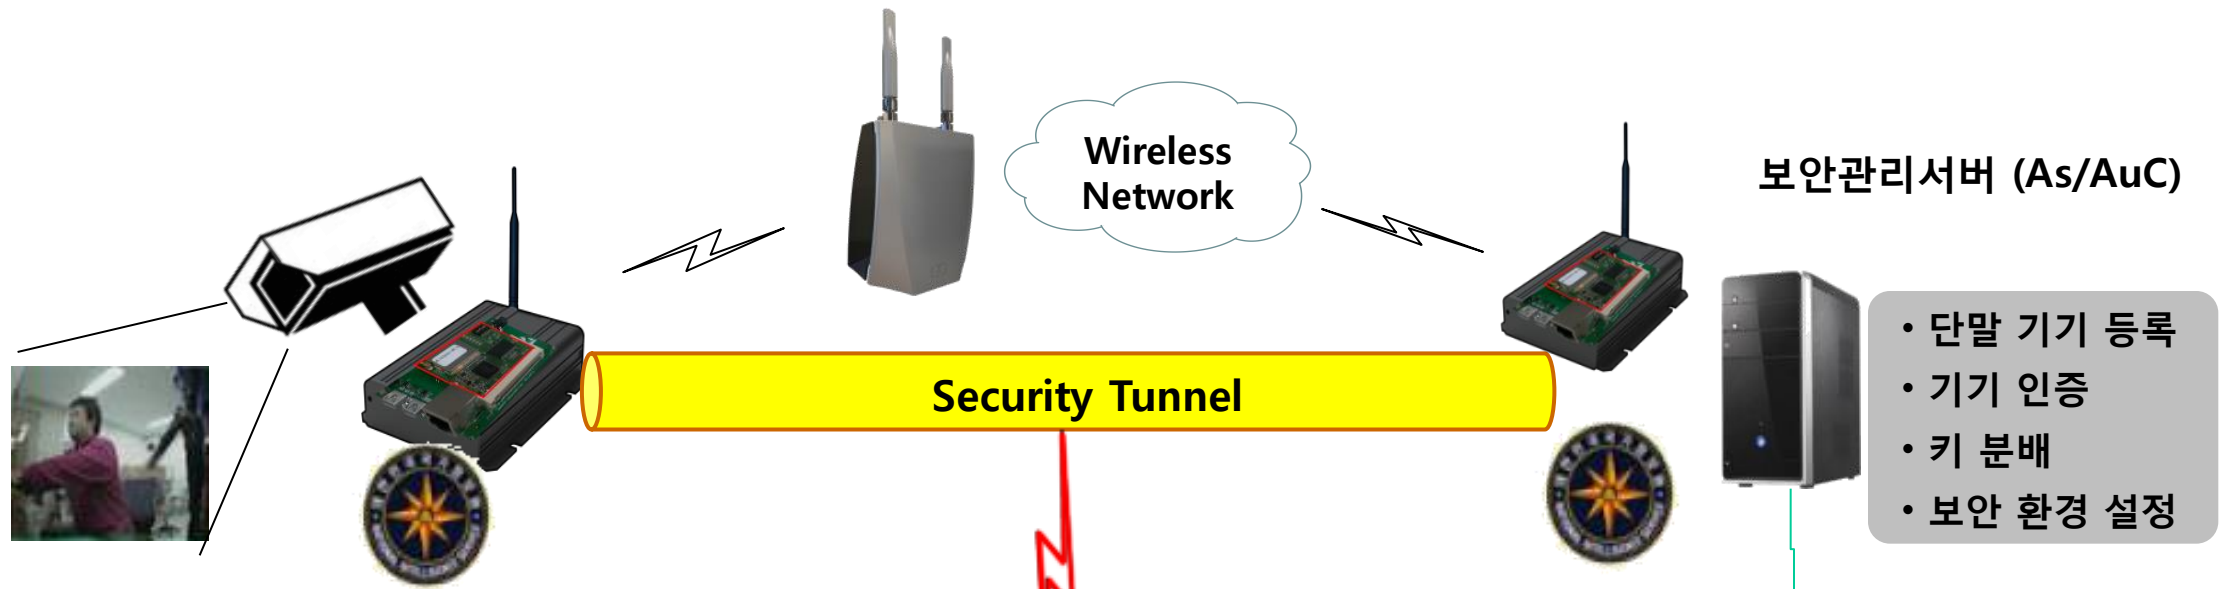 Wireless
Network
보안관리서버 (As/AuC)
Security Tunnel
• 단말 기기 등록
• 기기 인증
• 키 분배
• 보안 환경 설정